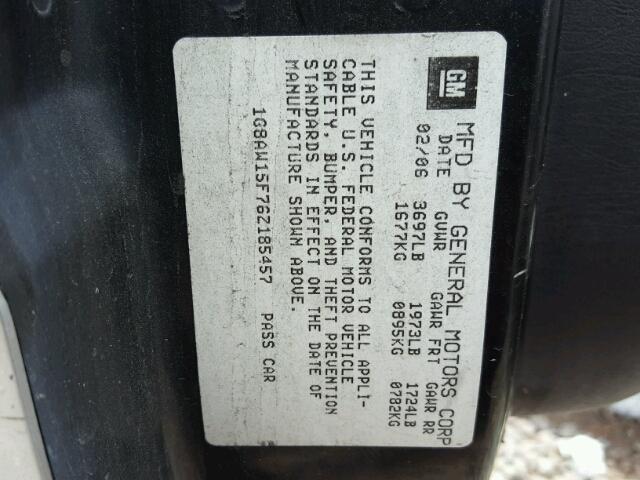 GM
MFD BY GENERAL MOTORS CORP
DATE GVWR GAWR FRT GAWR RR
02/06 3697LB 1973LB 1724LB
1677KG 0895KG 0782KG
THIS VEHICLE CONFORMS TO ALL APPLI-
CABLE U.S. FEDERAL MOTOR VEHICLE
SAFETY, BUMPER, AND THEFT PREVENTION
STANDARDS IN EFFECT ON THE DATE OF
MANUFACTURE SHOWN ABOVE.
1G8AW15F76Z185457 PASS CAR